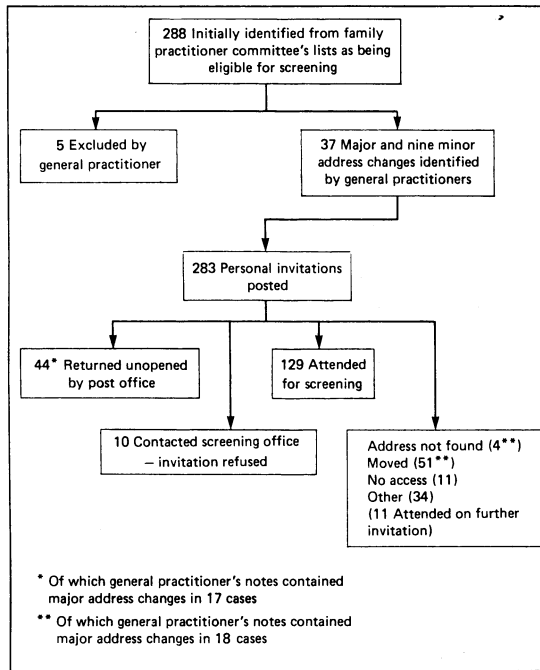 288 Initially identified from family
practitioner committee's lists as being
eligible for screening
5 Excluded by
general practitioner
37 Major and nine minor
address changes identified
by general practitioners
283 Personal invitations
posted
44* Returned unopened
by post office
129 Attended
for screening
10 Contacted screening office
– invitation refused
Address not found (4**)
Moved (51**)
No access (11)
Other (34)
(11 Attended on further
invitation)
* Of which general practitioner's notes contained
major address changes in 17 cases
** Of which general practitioner's notes contained
major address changes in 18 cases